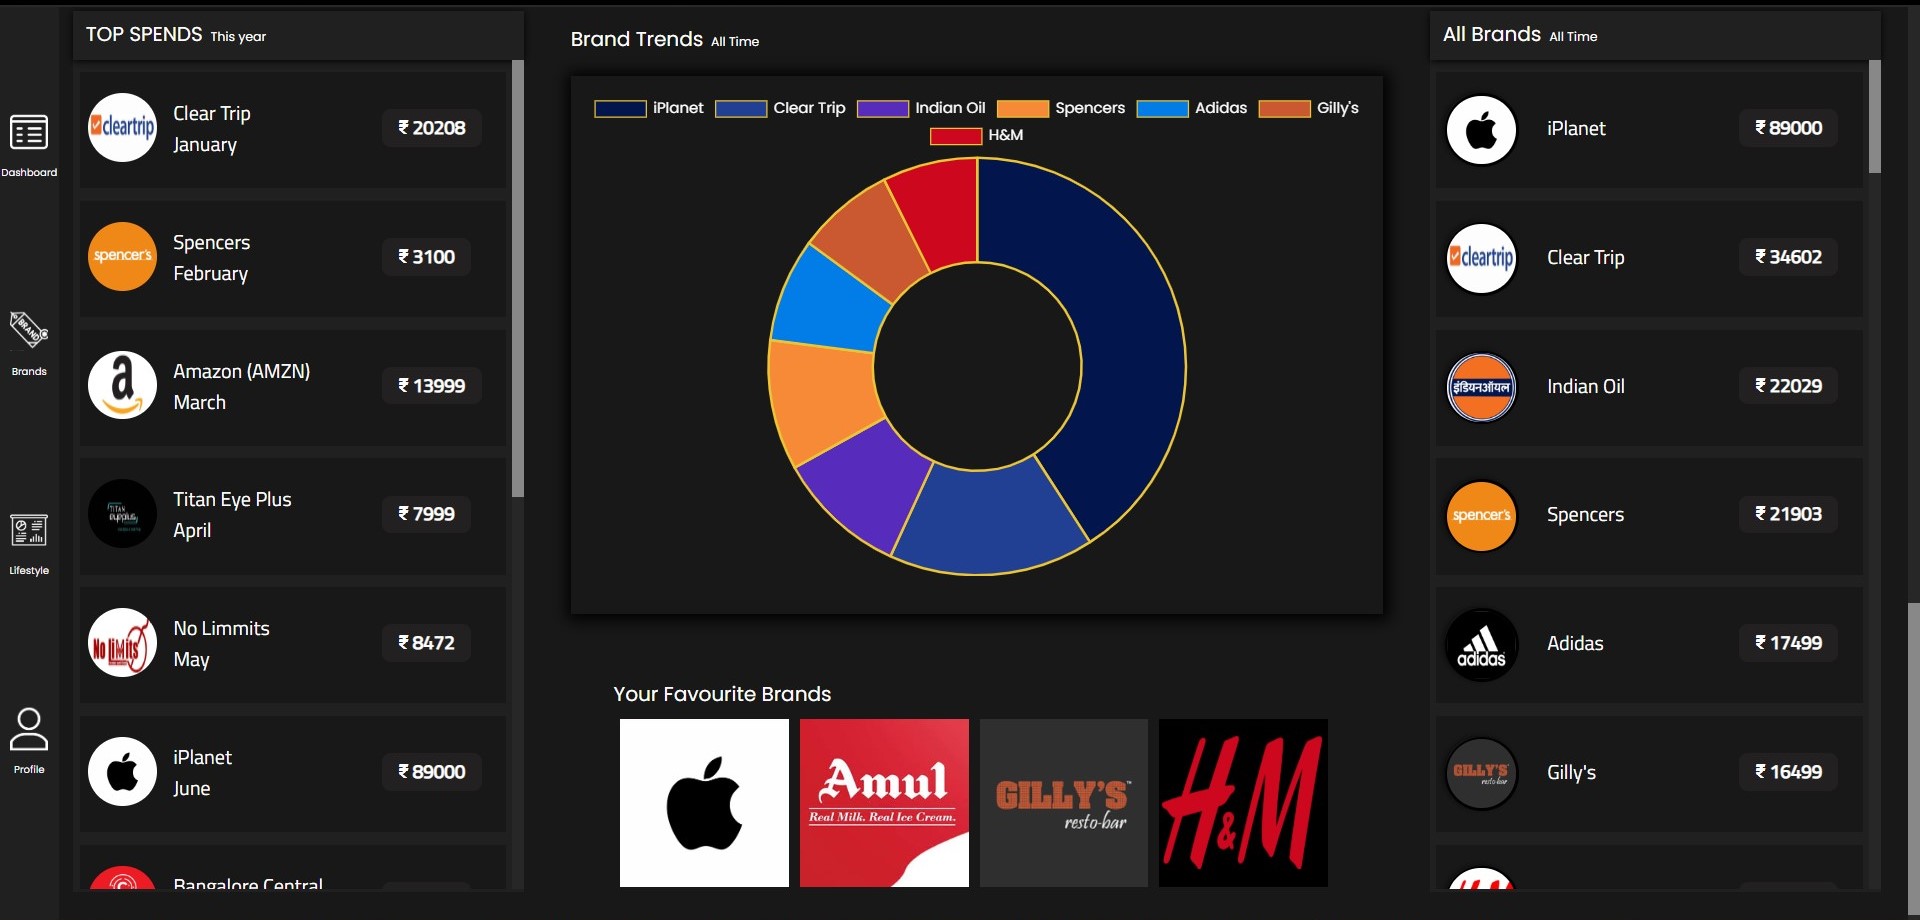 TOP SPENDS This year
cleartrip
Clear Trip
January
₹ 20208
spencer's
Spencers
February
₹ 3100
a
Amazon (AMZN)
March
₹ 13999
TITAN
eyeplus
Titan Eye Plus
April
₹ 7999
No limits
No Limmits
May
₹ 8472
iPlanet
June
₹ 89000
Bangalore Central
Dashboard
BRAND
Brands
Lifestyle
Profile
Brand Trends All Time
iPlanet Clear Trip Indian Oil Spencers Adidas Gilly's
H&M
Your Favourite Brands
Amul
Real Milk. Real Ice Cream.
GILLY'S™
resto-bar
H&M
All Brands All Time
iPlanet
₹ 89000
cleartrip
Clear Trip
₹ 34602
इंडियनऑयल
Indian Oil
₹ 22029
spencer's
Spencers
₹ 21903
adidas
Adidas
₹ 17499
GILLY'S
resto-bar
Gilly's
₹ 16499